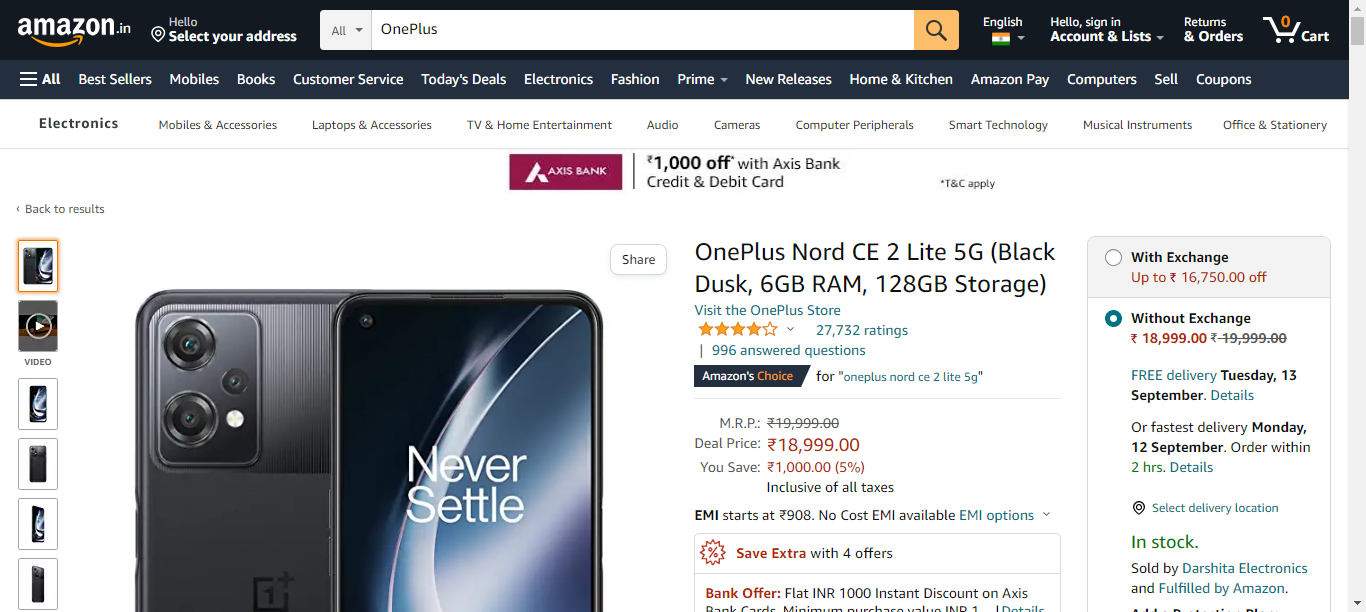 amazon.in
Hello
Select your address
All
OnePlus
English
Hello, sign in
Account & Lists
Returns
& Orders
0
Cart
All Best Sellers Mobiles Books Customer Service Today's Deals Electronics Fashion Prime New Releases Home & Kitchen Amazon Pay Computers Sell Coupons
Electronics Mobiles & Accessories Laptops & Accessories TV & Home Entertainment Audio Cameras Computer Peripherals Smart Technology Musical Instruments Office & Stationery
AXIS BANK
₹1,000 off* with Axis Bank
Credit & Debit Card
*T&C apply
‹ Back to results
VIDEO
Share
Never
Settle
OnePlus Nord CE 2 Lite 5G (Black
Dusk, 6GB RAM, 128GB Storage)
Visit the OnePlus Store
27,732 ratings
| 996 answered questions
Amazon's Choice for "oneplus nord ce 2 lite 5g"
M.R.P.: ₹19,999.00
Deal Price: ₹18,999.00
You Save: ₹1,000.00 (5%)
Inclusive of all taxes
EMI starts at ₹908. No Cost EMI available EMI options
Save Extra with 4 offers
Bank Offer: Flat INR 1000 Instant Discount on Axis
Bank Cards. Minimum purchase value INR 1... | Details
With Exchange
Up to ₹ 16,750.00 off
Without Exchange
₹ 18,999.00 ₹ 19,999.00
FREE delivery Tuesday, 13
September. Details
Or fastest delivery Monday,
12 September. Order within
2 hrs. Details
Select delivery location
In stock.
Sold by Darshita Electronics
and Fulfilled by Amazon.